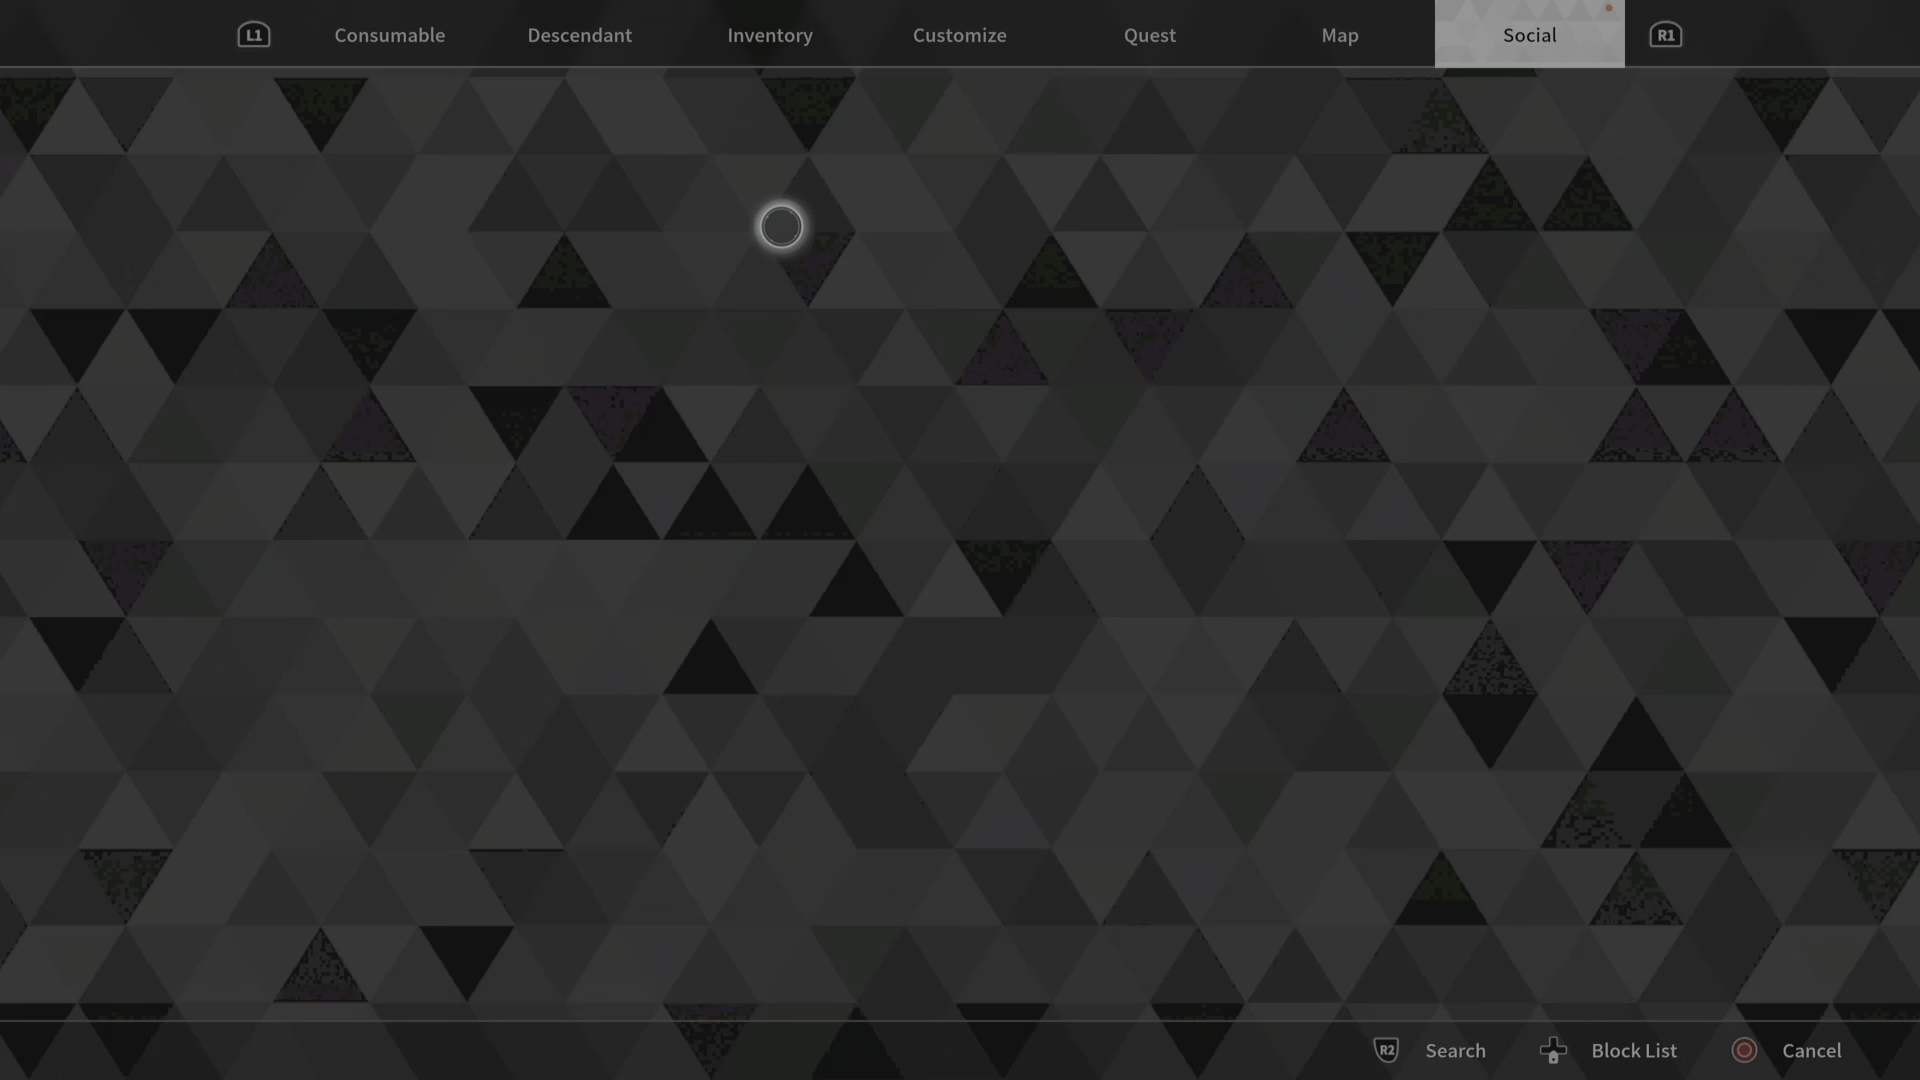 L1 Consumable Descendant Inventory Customize Quest Map Social R1
R2 Search Block List Cancel